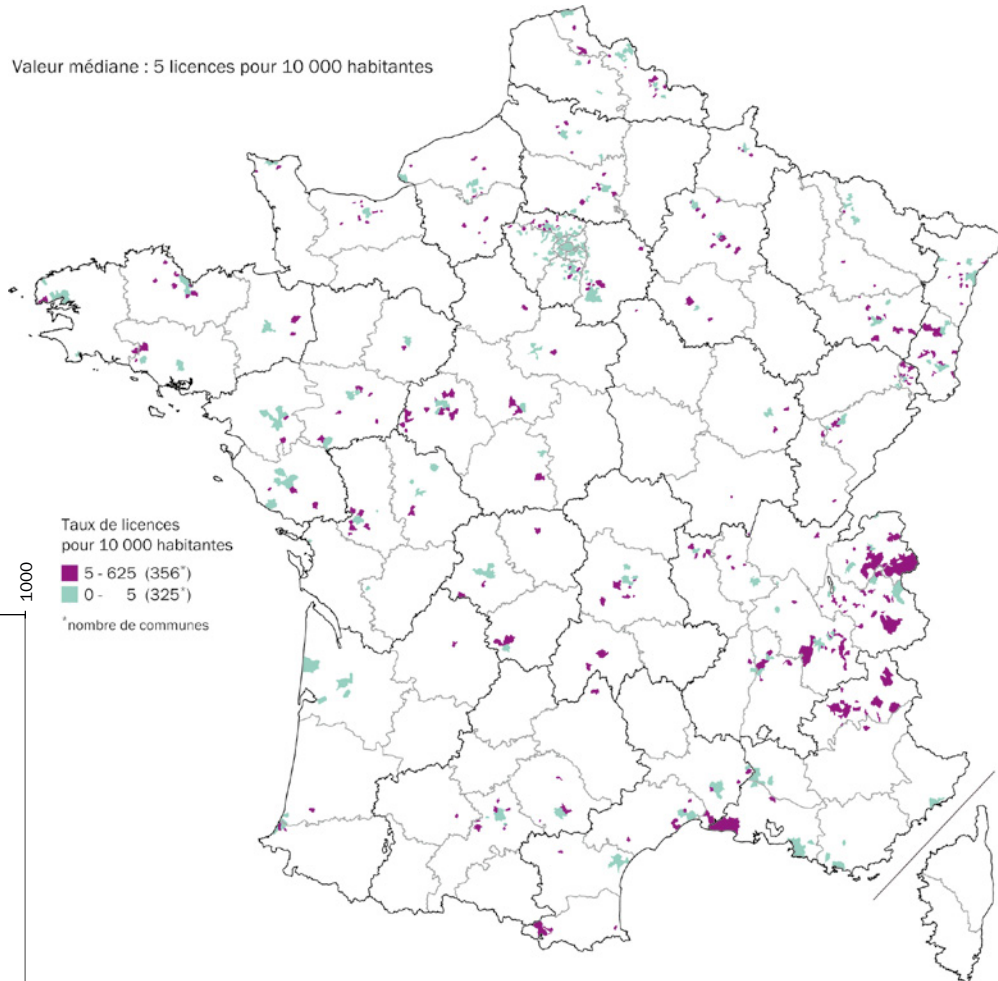 Valeur médiane : 5 licences pour 10 000 habitantes
Taux de licences
pour 10 000 habitantes
5 - 625 (356*)
0 - 5 (325*)
*nombre de communes
1000